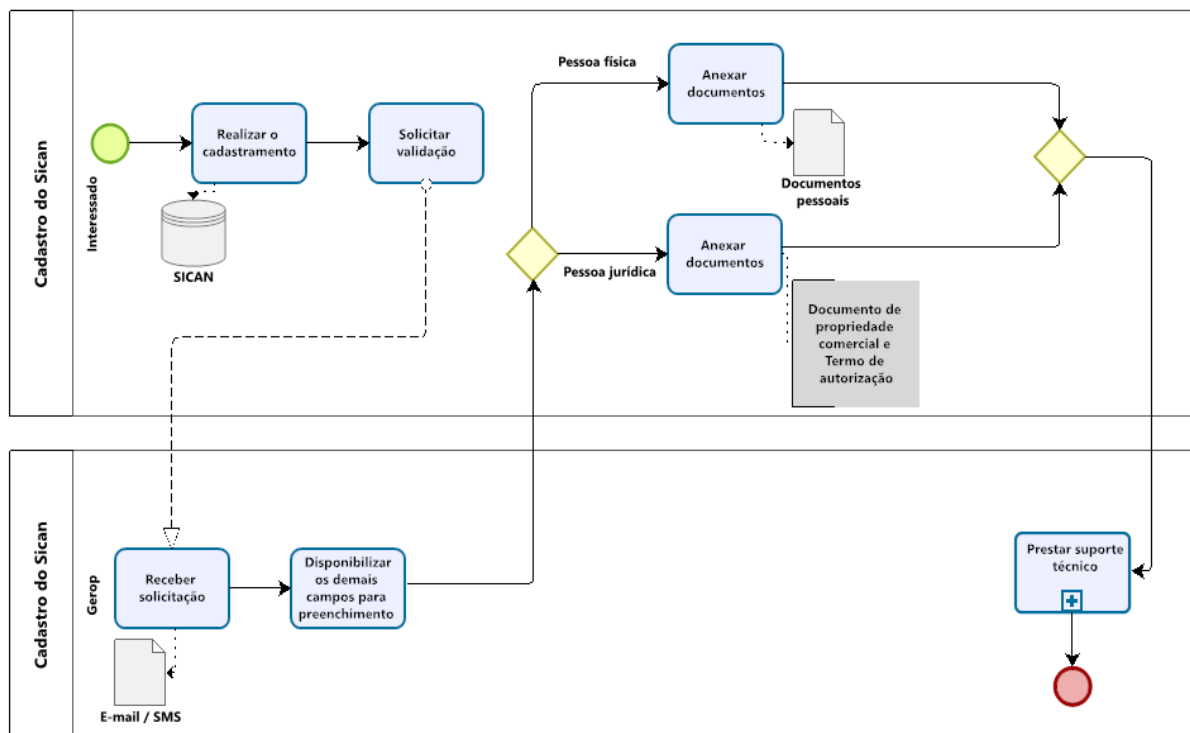 Cadastro do Sican
Interessado
Realizar o
cadastramento
SICAN
Solicitar
validação
Pessoa física
Anexar
documentos
Documentos
pessoais
Pessoa jurídica
Anexar
documentos
Documento de
propriedade
comercial e
Termo de
autorização
Cadastro do Sican
Gerop
Receber
solicitação
E-mail / SMS
Disponibilizar
os demais
campos para
preenchimento
Prestar suporte
técnico